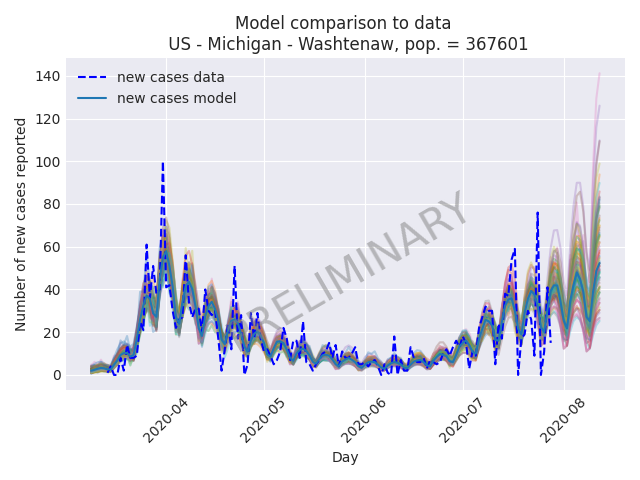 Model comparison to data
US - Michigan - Washtenaw, pop. = 367601
new cases data
new cases model
Number of new cases reported
140
120
100
80
60
40
20
0
PRELIMINARY
2020-04
2020-05
2020-06
2020-07
2020-08
Day